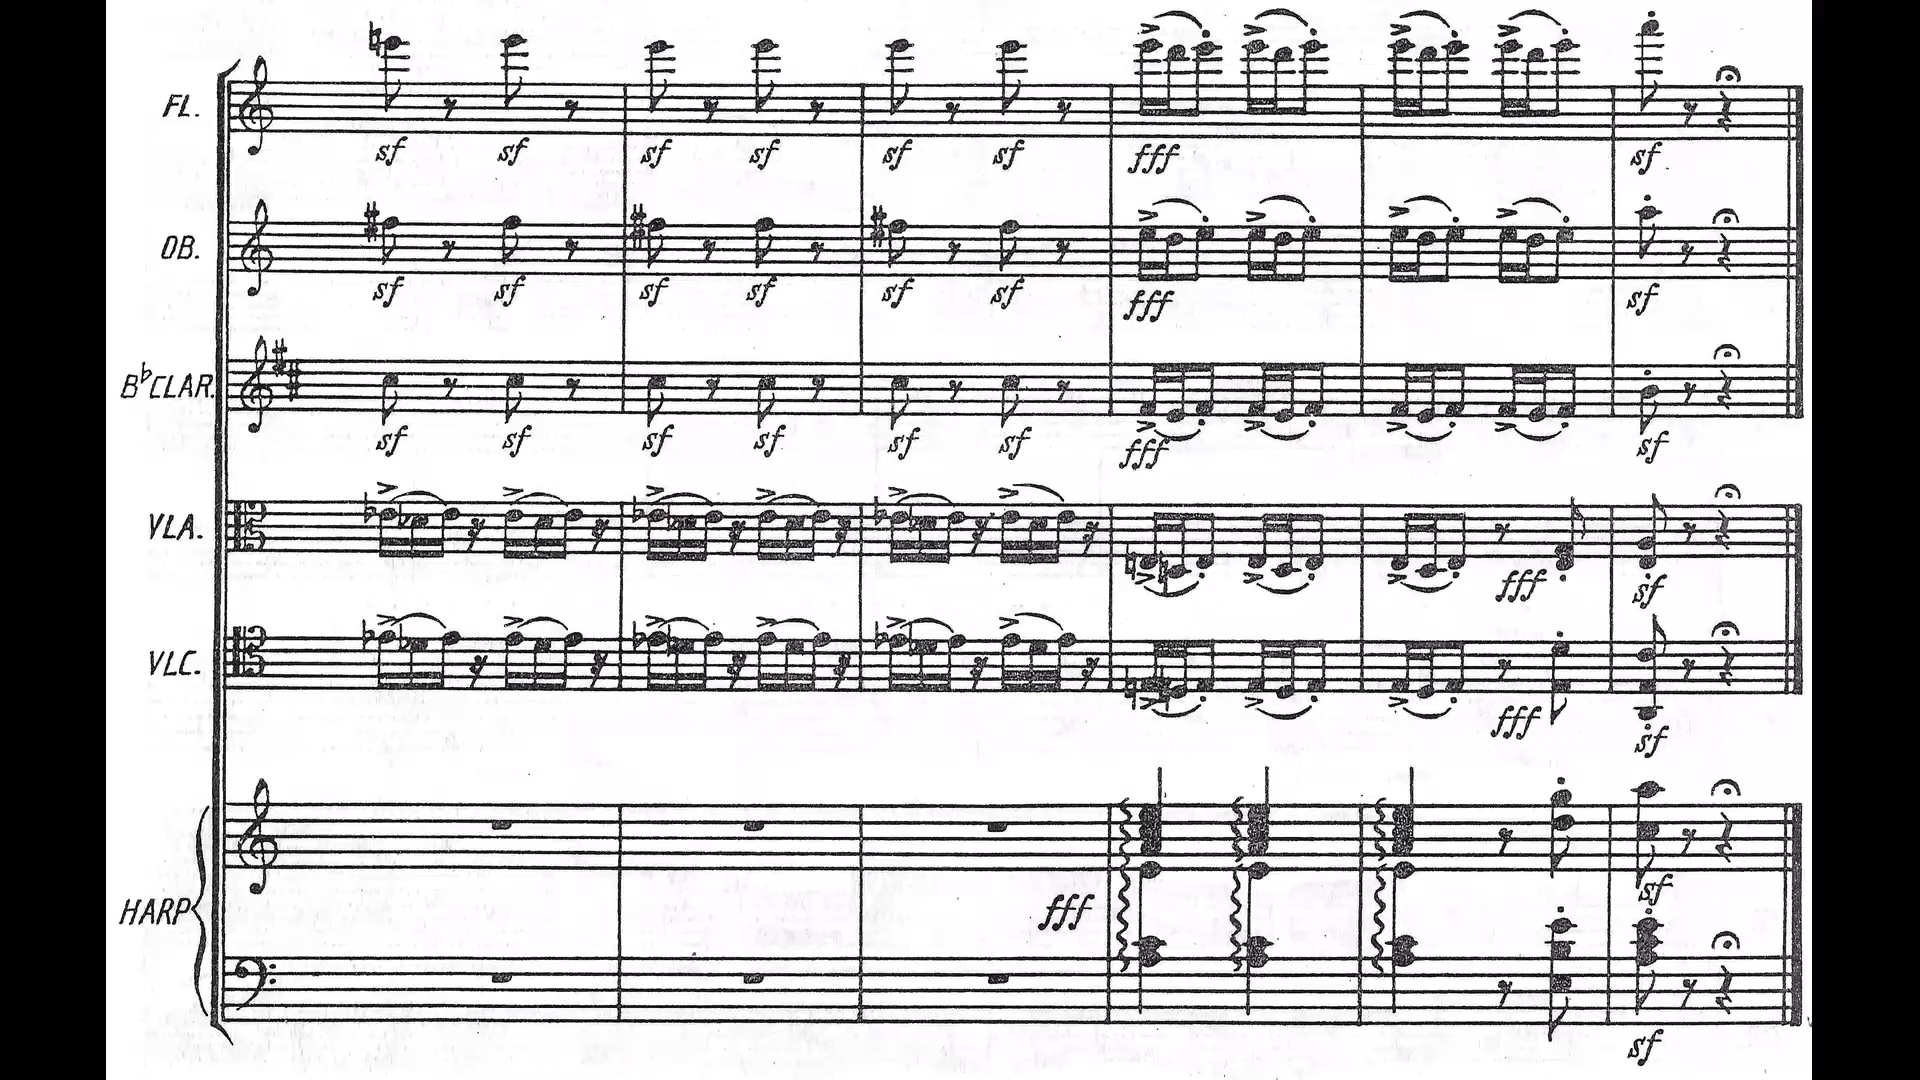 FL.
sf sf sf sf sf sf fff sf
OB.
sf sf sf sf sf sf fff sf
B♭CLAR.
sf sf sf sf sf sf fff sf
VLA.
fff sf
VLC.
fff sf
HARP
fff sf
sf